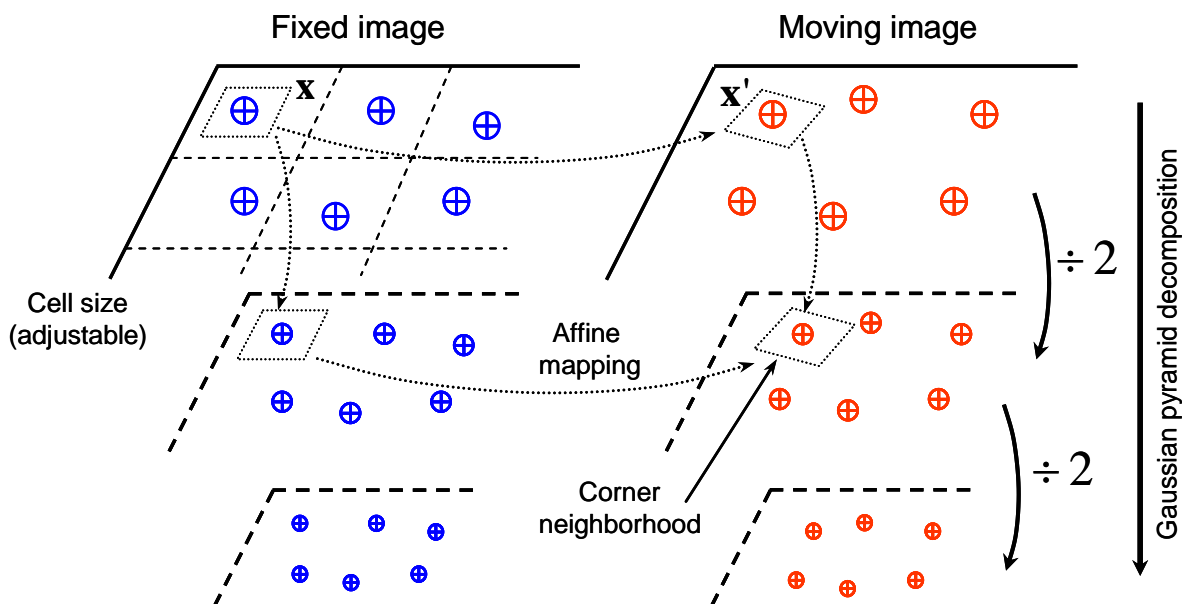 Fixed image
Moving image
x
x'
÷ 2
Cell size
(adjustable)
Affine
mapping
÷ 2
Corner
neighborhood
Gaussian pyramid decomposition